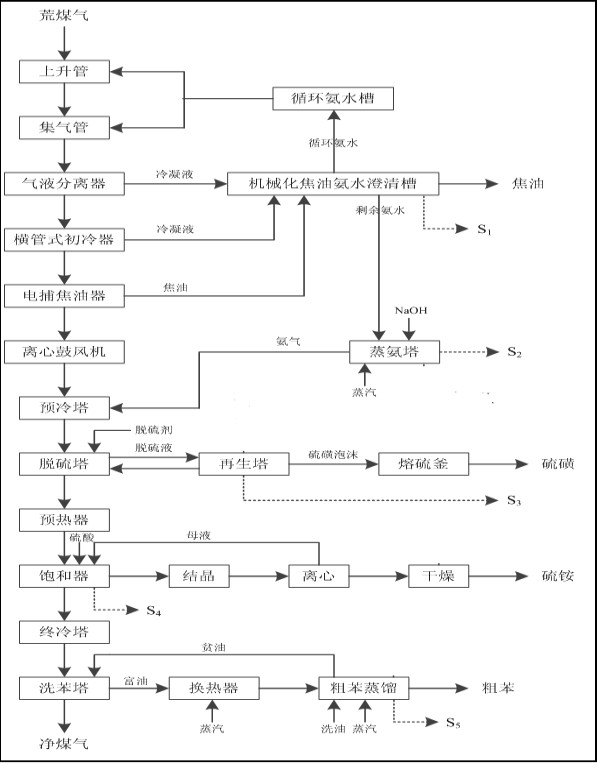 荒煤气
上升管
循环氨水槽
集气管
循环氨水
气液分离器
冷凝液
机械化焦油氨水澄清槽
焦油
剩余氨水
S1
横管式初冷器
冷凝液
电捕焦油器
焦油
NaOH
离心鼓风机
氨气
蒸氨塔
S2
蒸汽
预冷塔
脱硫剂
脱硫液
脱硫塔
再生塔
硫磺泡沫
熔硫釜
硫磺
S3
预热器
硫酸
母液
饱和器
结晶
离心
干燥
硫铵
S4
终冷塔
贫油
洗苯塔
富油
换热器
粗苯蒸馏
粗苯
蒸汽
洗油
蒸汽
S5
净煤气